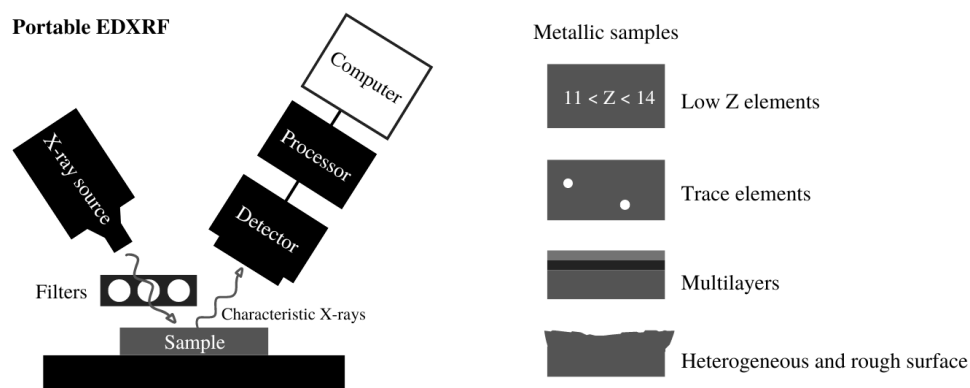 Portable EDXRF
Computer
Processor
Detector
X-ray source
Filters
Characteristic X-rays
Sample
Metallic samples
11 < Z < 14
Low Z elements
Trace elements
Multilayers
Heterogeneous and rough surface